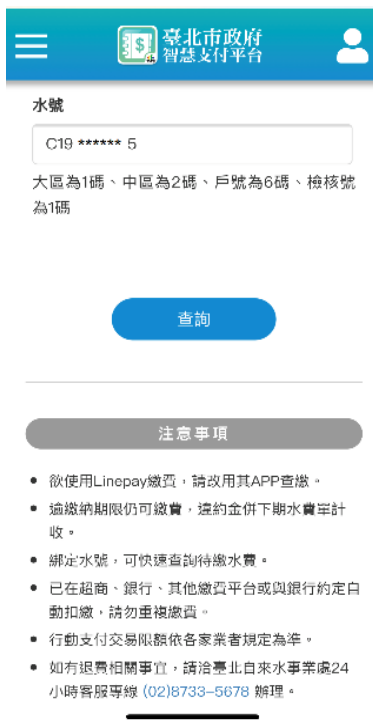 臺北市政府
智慧支付平台
水號
C19 ****** 5
大區為1碼、中區為2碼、戶號為6碼、檢核號
為1碼
查詢
注意事項
欲使用Linepay繳費，請改用其APP查繳。
逾繳納期限仍可繳費，違約金併下期水費單計
收。
綁定水號，可快速查詢待繳水費。
已在超商、銀行、其他繳費平台或與銀行約定自
動扣繳，請勿重複繳費。
行動支付交易限額依各家業者規定為準。
如有退費相關事宜，請洽臺北自來水事業處24
小時客服專線 (02)8733-5678 辦理。